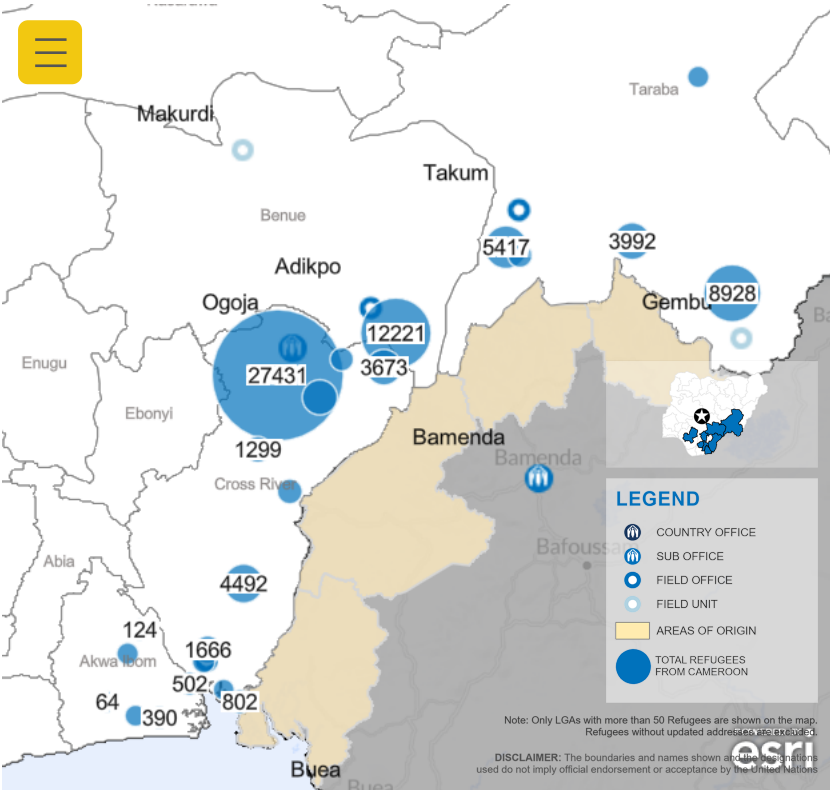 Makurdi
Taraba
Takum
Benue
5417
3992
Adikpo
Gembu
8928
Ogoja
12221
Enugu
27431
3673
Ebonyi
1299
Bamenda
Bamenda
Cross River
LEGEND
COUNTRY OFFICE
SUB OFFICE
FIELD OFFICE
FIELD UNIT
AREAS OF ORIGIN
TOTAL REFUGEES
FROM CAMEROON
Bafoussam
Abia
4492
124
1666
Akwa Ibom
502
64
390
802
Note: Only LGAs with more than 50 Refugees are shown on the map.
Refugees without updated addresses are excluded.
esri
DISCLAIMER: The boundaries and names shown and the designations
used do not imply official endorsement or acceptance by the United Nations
Buea
Buea